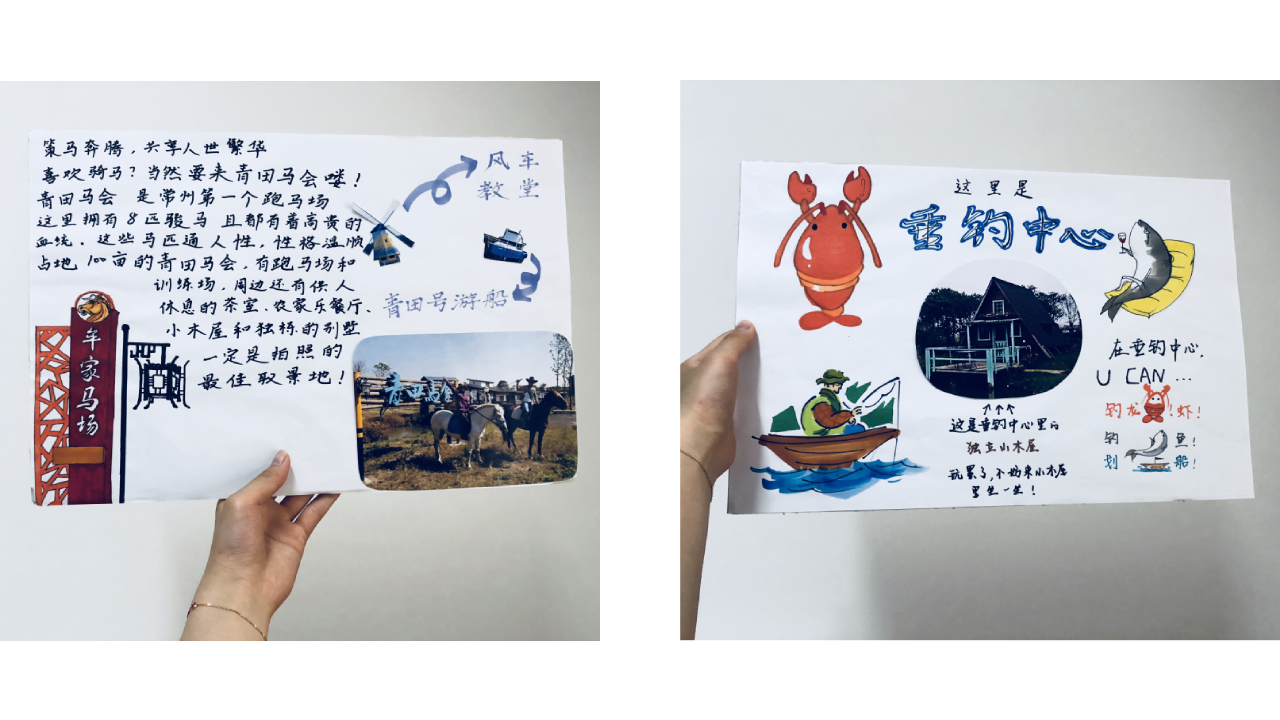 策马奔腾，共享人世繁华
喜欢骑马？当然要来青田马会喽！
青田马会 是常州第一个跑马场
这里拥有8匹骏马 且都有着高贵的
血统。这些马匹通人性，性格温顺
占地100亩的青田马会，有跑马场和
训练场，周边还有供人
休息的茶室、农家乐餐厅、
小木屋和独特的别墅
一定是拍照的
最佳取景地！
风车
教堂
青田号游船
牟家马场
青田马会
这里是
垂钓中心
在垂钓中心，
U CAN ...
钓龙虾！
钓鱼！
划船！
这是垂钓中心里的
独立小木屋
玩累了，不妨来小木屋
里坐一坐！